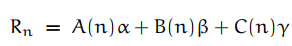 Rₙ = A(n)α + B(n)β + C(n)γ